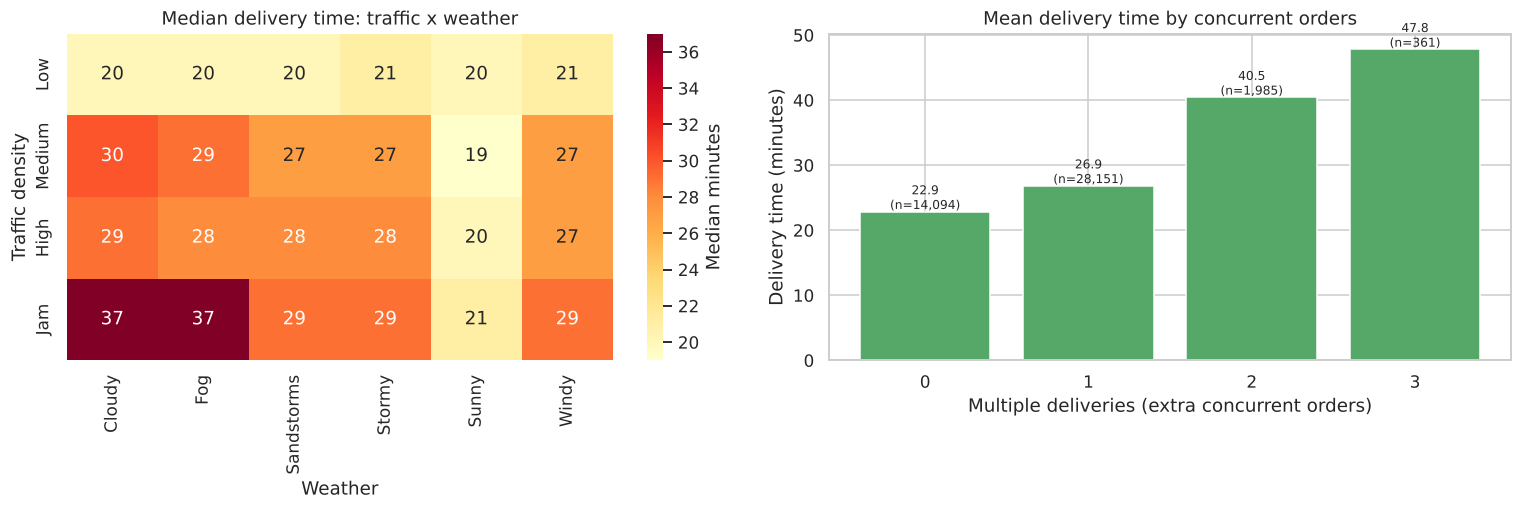 Median delivery time: traffic x weather
Traffic density
Low
20 20 20 21 20 21
Medium
30 29 27 27 19 27
High
29 28 28 28 20 27
Jam
37 37 29 29 21 29
Cloudy
Fog
Sandstorms
Stormy
Sunny
Windy
Weather
36
34
32
30
28
26
24
22
20
Median minutes
Mean delivery time by concurrent orders
Delivery time (minutes)
50
40
30
20
10
0
22.9
(n=14,094)
26.9
(n=28,151)
40.5
(n=1,985)
47.8
(n=361)
0 1 2 3
Multiple deliveries (extra concurrent orders)